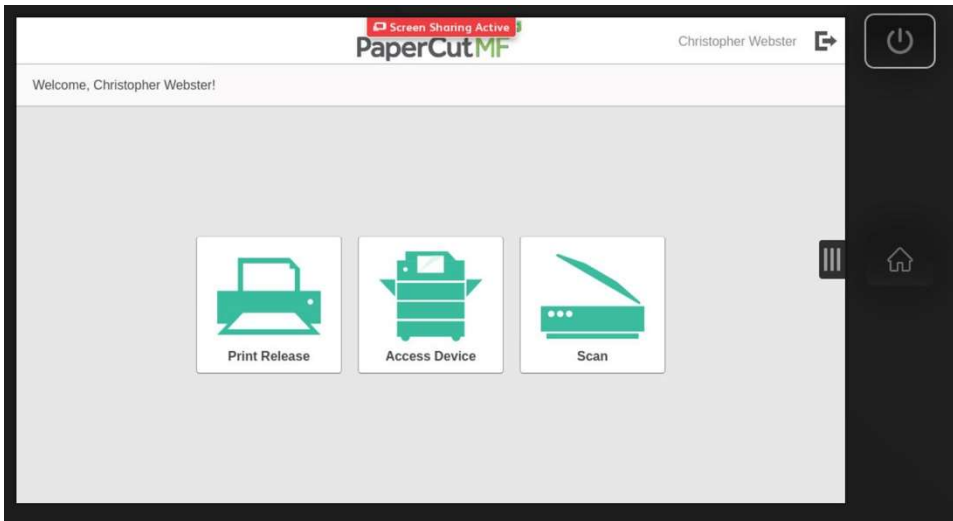 Screen Sharing Active
PaperCutMF
Christopher Webster
Welcome, Christopher Webster!
Print Release
Access Device
Scan